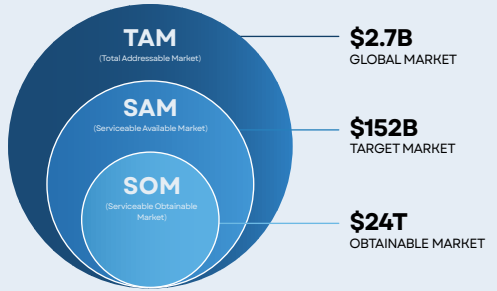 TAM
(Total Addressable Market)
$2.7B
GLOBAL MARKET
SAM
(Serviceable Available Market)
$152B
TARGET MARKET
SOM
(Serviceable Obtainable
Market)
$24T
OBTAINABLE MARKET